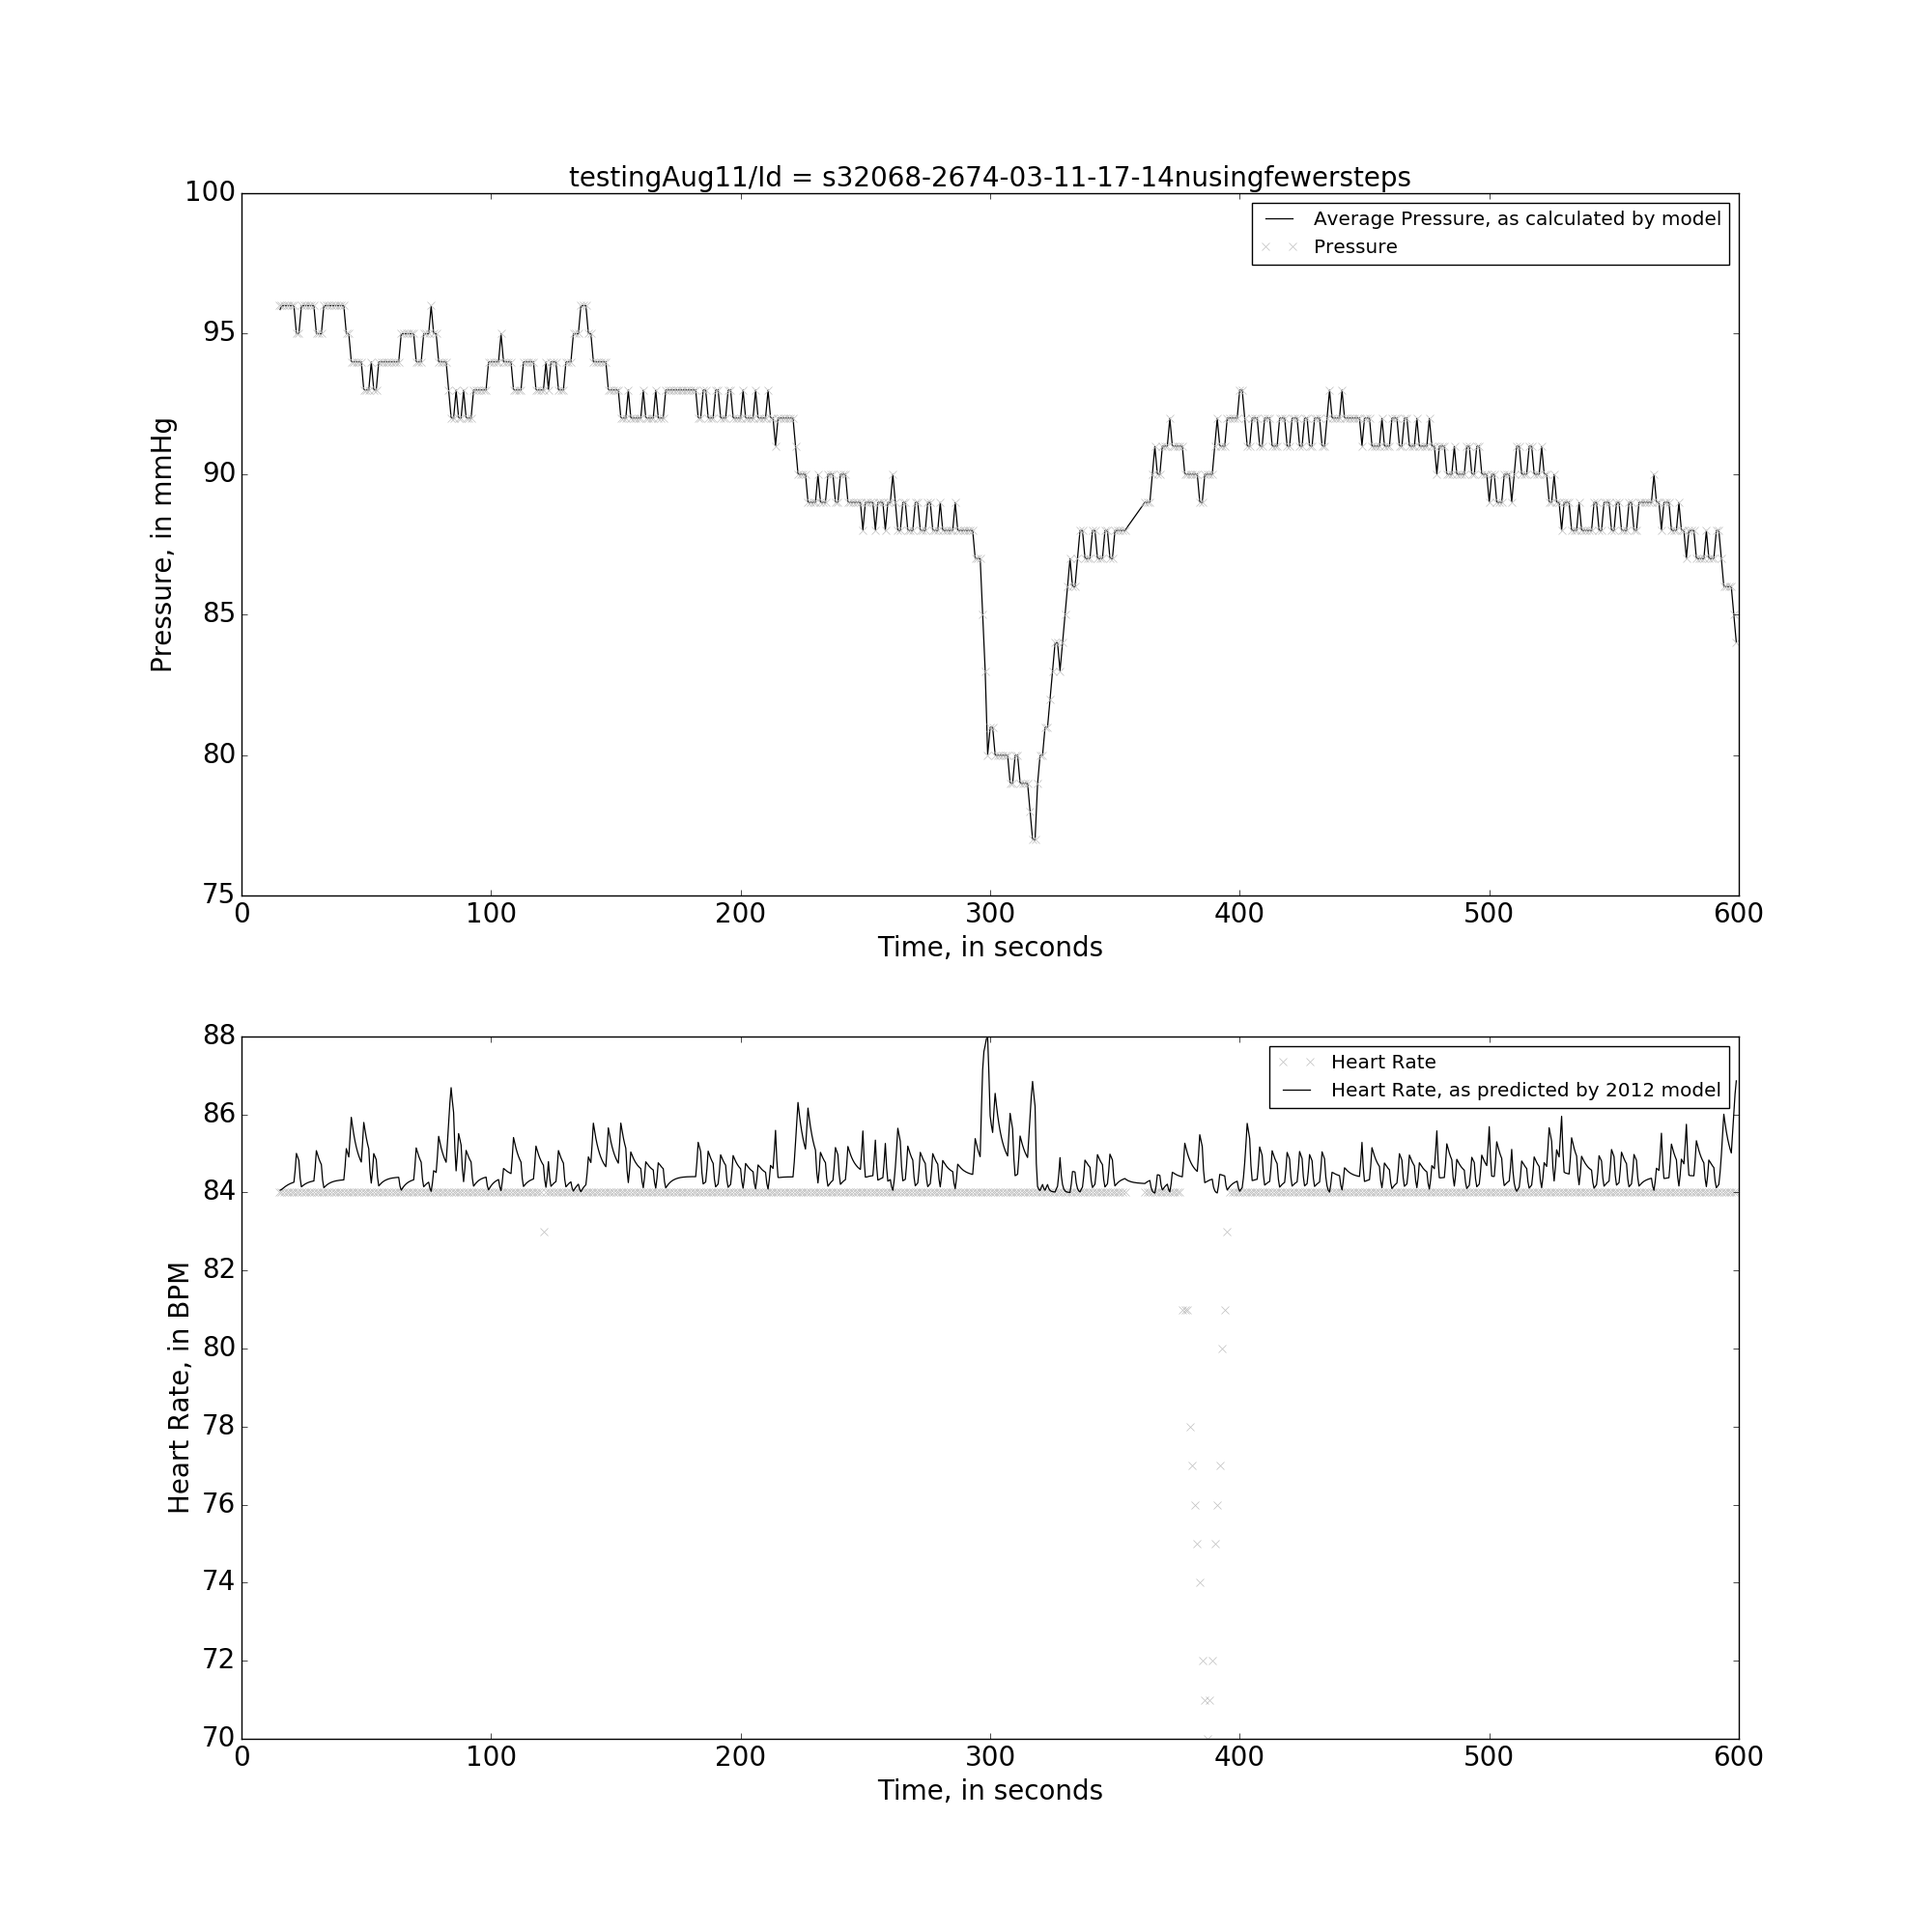 testingAug11/Id = s32068-2674-03-11-17-14nusingfewersteps
100
95
90
85
80
75
Pressure, in mmHg
Average Pressure, as calculated by model
Pressure
0 100 200 300 400 500 600
Time, in seconds
88
86
84
82
80
78
76
74
72
70
Heart Rate, in BPM
Heart Rate
Heart Rate, as predicted by 2012 model
0 100 200 300 400 500 600
Time, in seconds